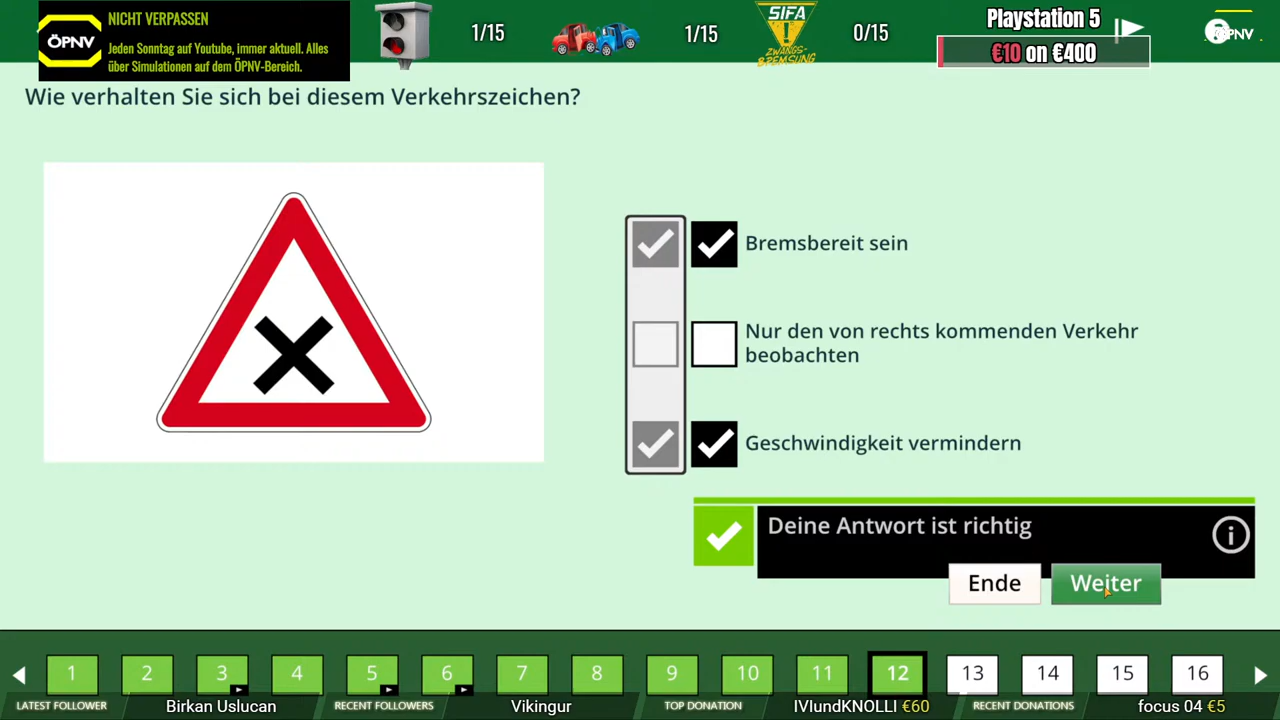 NICHT VERPASSEN
ÖPNV
Jeden Sonntag auf Youtube, immer aktuell. Alles
über Simulationen auf dem ÖPNV-Bereich.
1/15
1/15
SIFA
ZWANGS-
BREMSUNG
0/15
Playstation 5
€10 on €400
ÖPNV
Wie verhalten Sie sich bei diesem Verkehrszeichen?
Bremsbereit sein
Nur den von rechts kommenden Verkehr
beobachten
Geschwindigkeit vermindern
Deine Antwort ist richtig
Ende
Weiter
1 2 3 4 5 6 7 8 9 10 11 12 13 14 15 16
LATEST FOLLOWER Birkan Uslucan RECENT FOLLOWERS Vikingur TOP DONATION IVIundKNOLLI €60 RECENT DONATIONS focus 04 €5